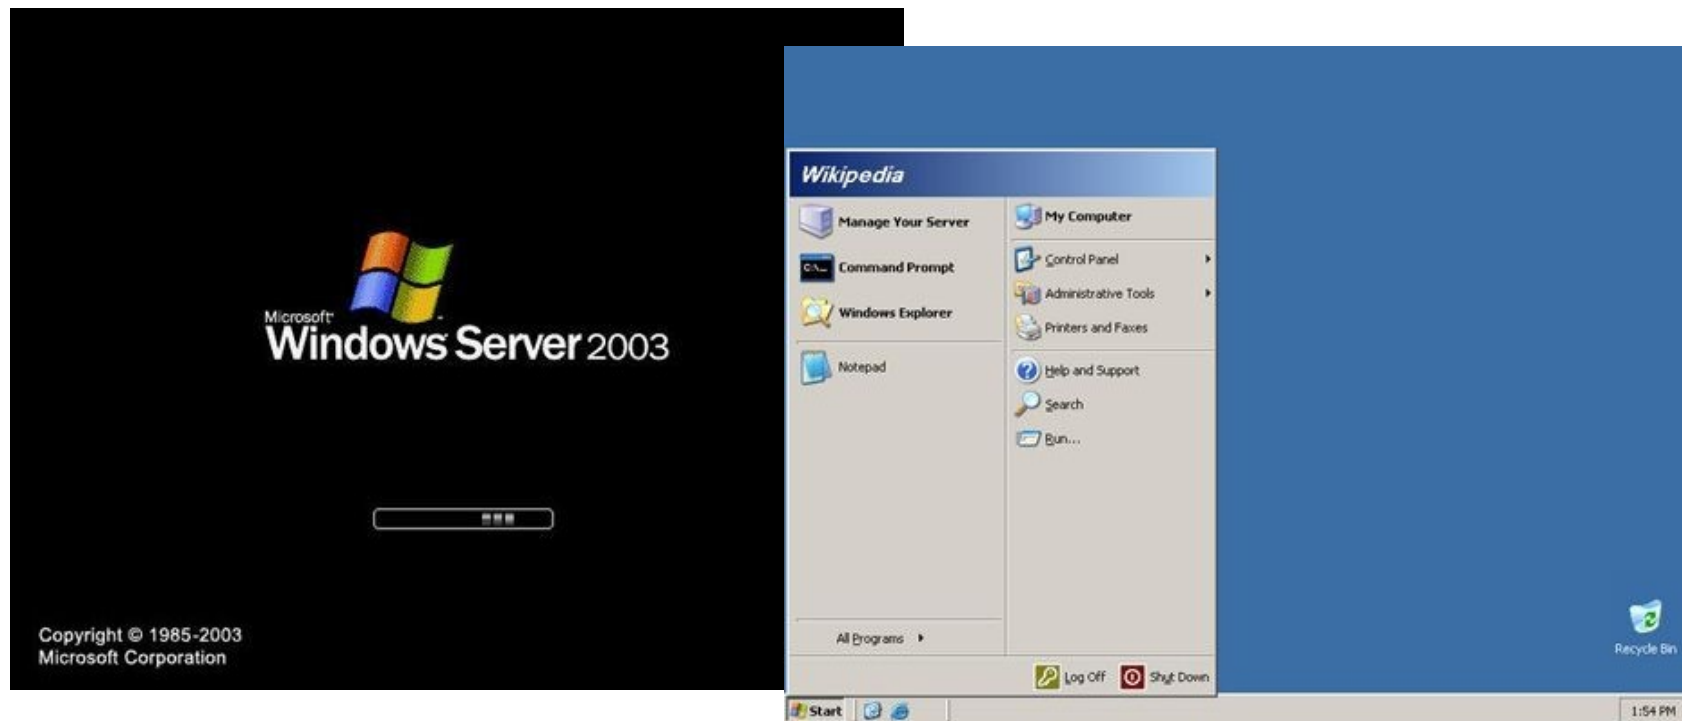 Microsoft
Windows Server 2003
Copyright © 1985-2003
Microsoft Corporation
Wikipedia
Manage Your Server
Command Prompt
Windows Explorer
Notepad
All Programs
My Computer
Control Panel
Administrative Tools
Printers and Faxes
Help and Support
Search
Run...
Log Off
Shut Down
Recycle Bin
Start
1:54 PM